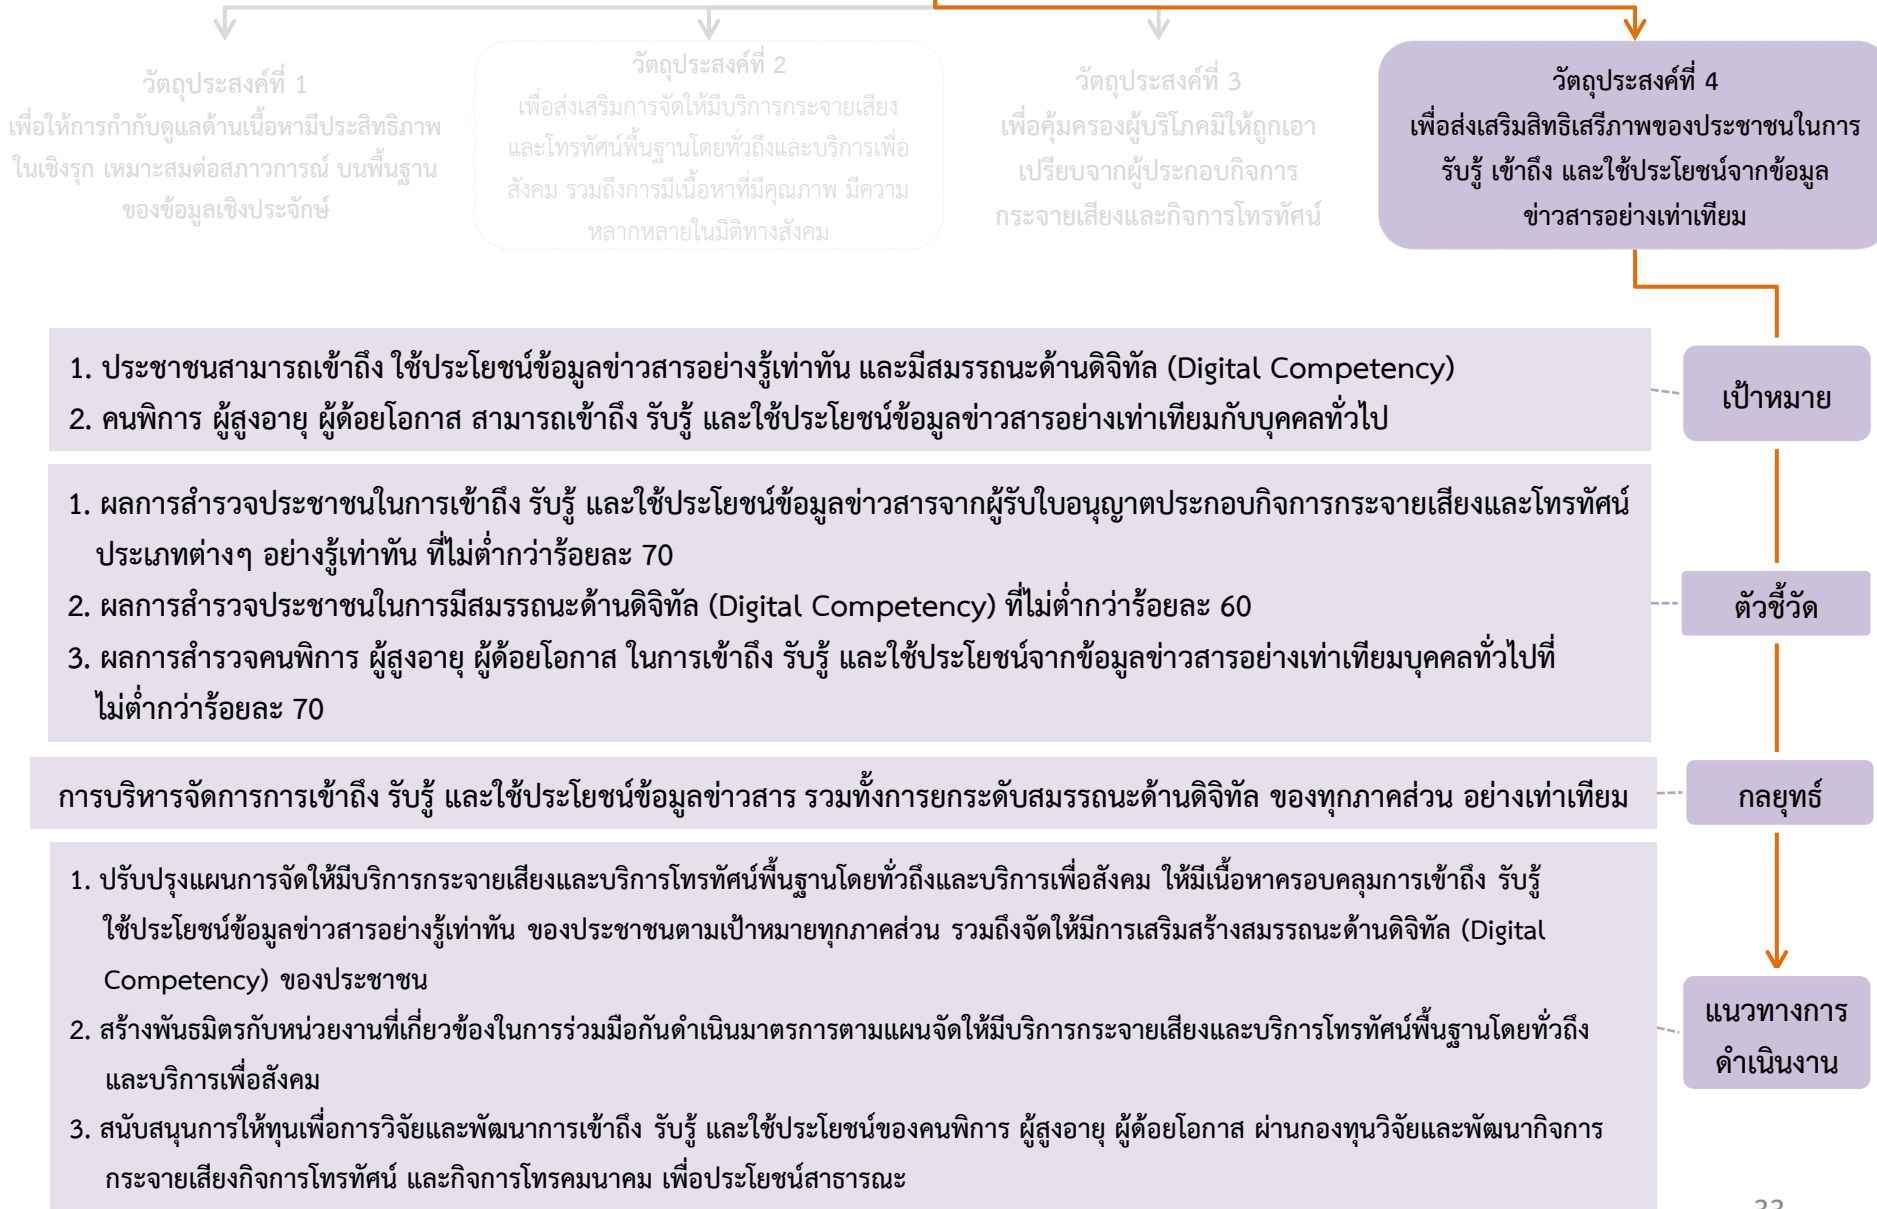 วัตถุประสงค์ที่ 1
เพื่อให้การกำกับดูแลด้านเนื้อหามีประสิทธิภาพ
ในเชิงรุก เหมาะสมต่อสภาวการณ์ บนพื้นฐาน
ของข้อมูลเชิงประจักษ์
วัตถุประสงค์ที่ 2
เพื่อส่งเสริมการจัดให้มีบริการกระจายเสียง
และโทรทัศน์พื้นฐานโดยทั่วถึงและบริการเพื่อ
สังคม รวมถึงการมีเนื้อหาที่มีคุณภาพ มีความ
หลากหลายในมิติทางสังคม
วัตถุประสงค์ที่ 3
เพื่อคุ้มครองผู้บริโภคมิให้ถูกเอา
เปรียบจากผู้ประกอบกิจการ
กระจายเสียงและกิจการโทรทัศน์
วัตถุประสงค์ที่ 4
เพื่อส่งเสริมสิทธิเสรีภาพของประชาชนในการ
รับรู้ เข้าถึง และใช้ประโยชน์จากข้อมูล
ข่าวสารอย่างเท่าเทียม
1. ประชาชนสามารถเข้าถึง ใช้ประโยชน์ข้อมูลข่าวสารอย่างรู้เท่าทัน และมีสมรรถนะด้านดิจิทัล (Digital Competency)
2. คนพิการ ผู้สูงอายุ ผู้ด้อยโอกาส สามารถเข้าถึง รับรู้ และใช้ประโยชน์ข้อมูลข่าวสารอย่างเท่าเทียมกับบุคคลทั่วไป
เป้าหมาย
1. ผลการสำรวจประชาชนในการเข้าถึง รับรู้ และใช้ประโยชน์ข้อมูลข่าวสารจากผู้รับใบอนุญาตประกอบกิจการกระจายเสียงและโทรทัศน์
ประเภทต่างๆ อย่างรู้เท่าทัน ที่ไม่ต่ำกว่าร้อยละ 70
2. ผลการสำรวจประชาชนในการมีสมรรถนะด้านดิจิทัล (Digital Competency) ที่ไม่ต่ำกว่าร้อยละ 60
3. ผลการสำรวจคนพิการ ผู้สูงอายุ ผู้ด้อยโอกาส ในการเข้าถึง รับรู้ และใช้ประโยชน์จากข้อมูลข่าวสารอย่างเท่าเทียมบุคคลทั่วไปที่
ไม่ต่ำกว่าร้อยละ 70
ตัวชี้วัด
การบริหารจัดการการเข้าถึง รับรู้ และใช้ประโยชน์ข้อมูลข่าวสาร รวมทั้งการยกระดับสมรรถนะด้านดิจิทัล ของทุกภาคส่วน อย่างเท่าเทียม
กลยุทธ์
1. ปรับปรุงแผนการจัดให้มีบริการกระจายเสียงและบริการโทรทัศน์พื้นฐานโดยทั่วถึงและบริการเพื่อสังคม ให้มีเนื้อหาครอบคลุมการเข้าถึง รับรู้
ใช้ประโยชน์ข้อมูลข่าวสารอย่างรู้เท่าทัน ของประชาชนตามเป้าหมายทุกภาคส่วน รวมถึงจัดให้มีการเสริมสร้างสมรรถนะด้านดิจิทัล (Digital
Competency) ของประชาชน
2. สร้างพันธมิตรกับหน่วยงานที่เกี่ยวข้องในการร่วมมือกันดำเนินมาตรการตามแผนจัดให้มีบริการกระจายเสียงและบริการโทรทัศน์พื้นฐานโดยทั่วถึง
และบริการเพื่อสังคม
3. สนับสนุนการให้ทุนเพื่อการวิจัยและพัฒนาการเข้าถึง รับรู้ และใช้ประโยชน์ของคนพิการ ผู้สูงอายุ ผู้ด้อยโอกาส ผ่านกองทุนวิจัยและพัฒนากิจการ
กระจายเสียงกิจการโทรทัศน์ และกิจการโทรคมนาคม เพื่อประโยชน์สาธารณะ
แนวทางการ
ดำเนินงาน